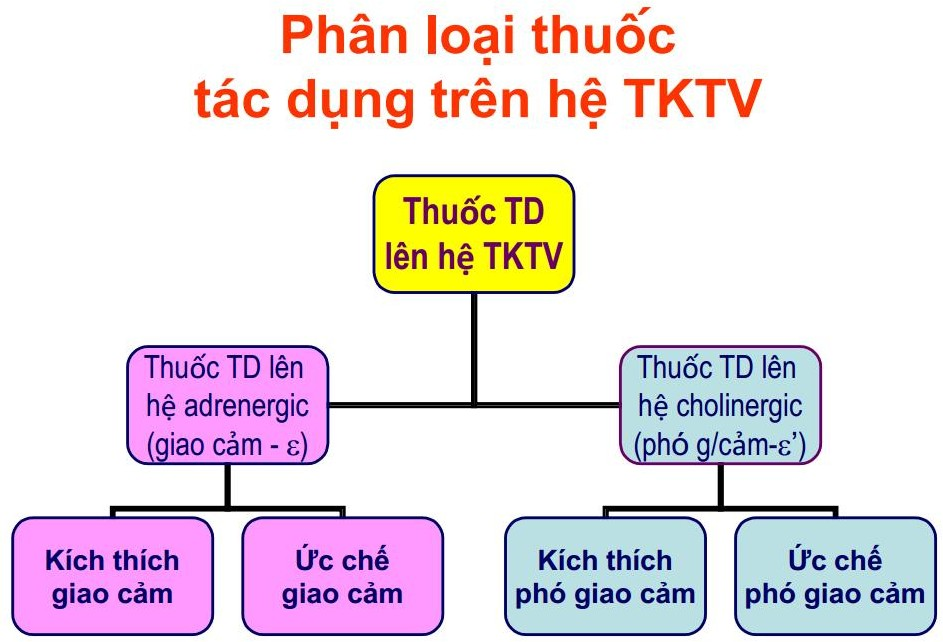 Phân loại thuốc
tác dụng trên hệ TKTV
Thuốc TD
lên hệ TKTV
Thuốc TD lên
hệ adrenergic
(giao cảm - ε)
Thuốc TD lên
hệ cholinergic
(phó g/cảm-ε’)
Kích thích
giao cảm
Ức chế
giao cảm
Kích thích
phó giao cảm
Ức chế
phó giao cảm